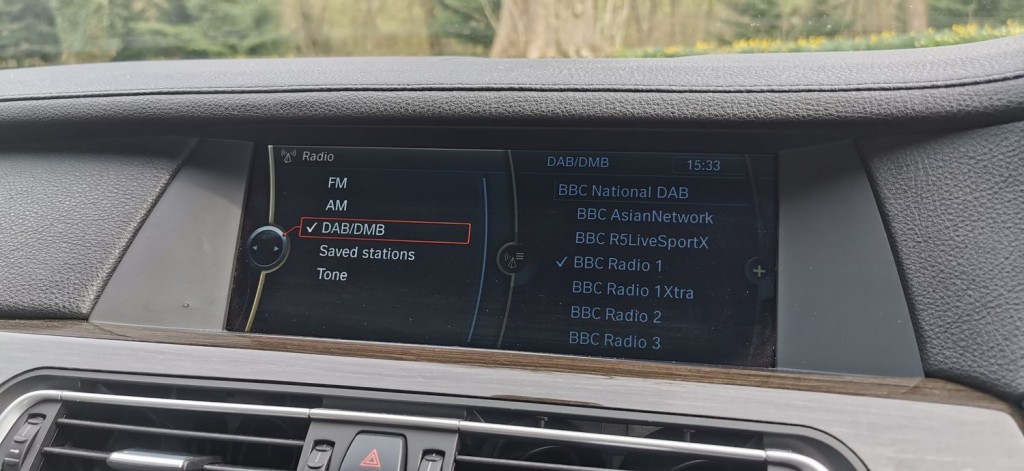 Radio
FM
AM
✓ DAB/DMB
Saved stations
Tone
DAB/DMB 15:33
BBC National DAB
BBC AsianNetwork
BBC R5LiveSportX
✓ BBC Radio 1
BBC Radio 1Xtra
BBC Radio 2
BBC Radio 3